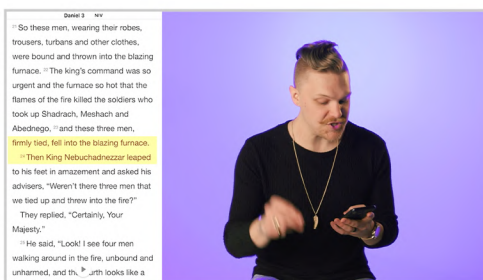 Daniel 3 NIV
21 So these men, wearing their robes,
trousers, turbans and other clothes,
were bound and thrown into the blazing
furnace. 22 The king's command was so
urgent and the furnace so hot that the
flames of the fire killed the soldiers who
took up Shadrach, Meshach and
Abednego, 23 and these three men,
firmly tied, fell into the blazing furnace.
24 Then King Nebuchadnezzar leaped
to his feet in amazement and asked his
advisers, "Weren't there three men that
we tied up and threw into the fire?"
They replied, "Certainly, Your
Majesty."
25 He said, "Look! I see four men
walking around in the fire, unbound and
unharmed, and looks like a